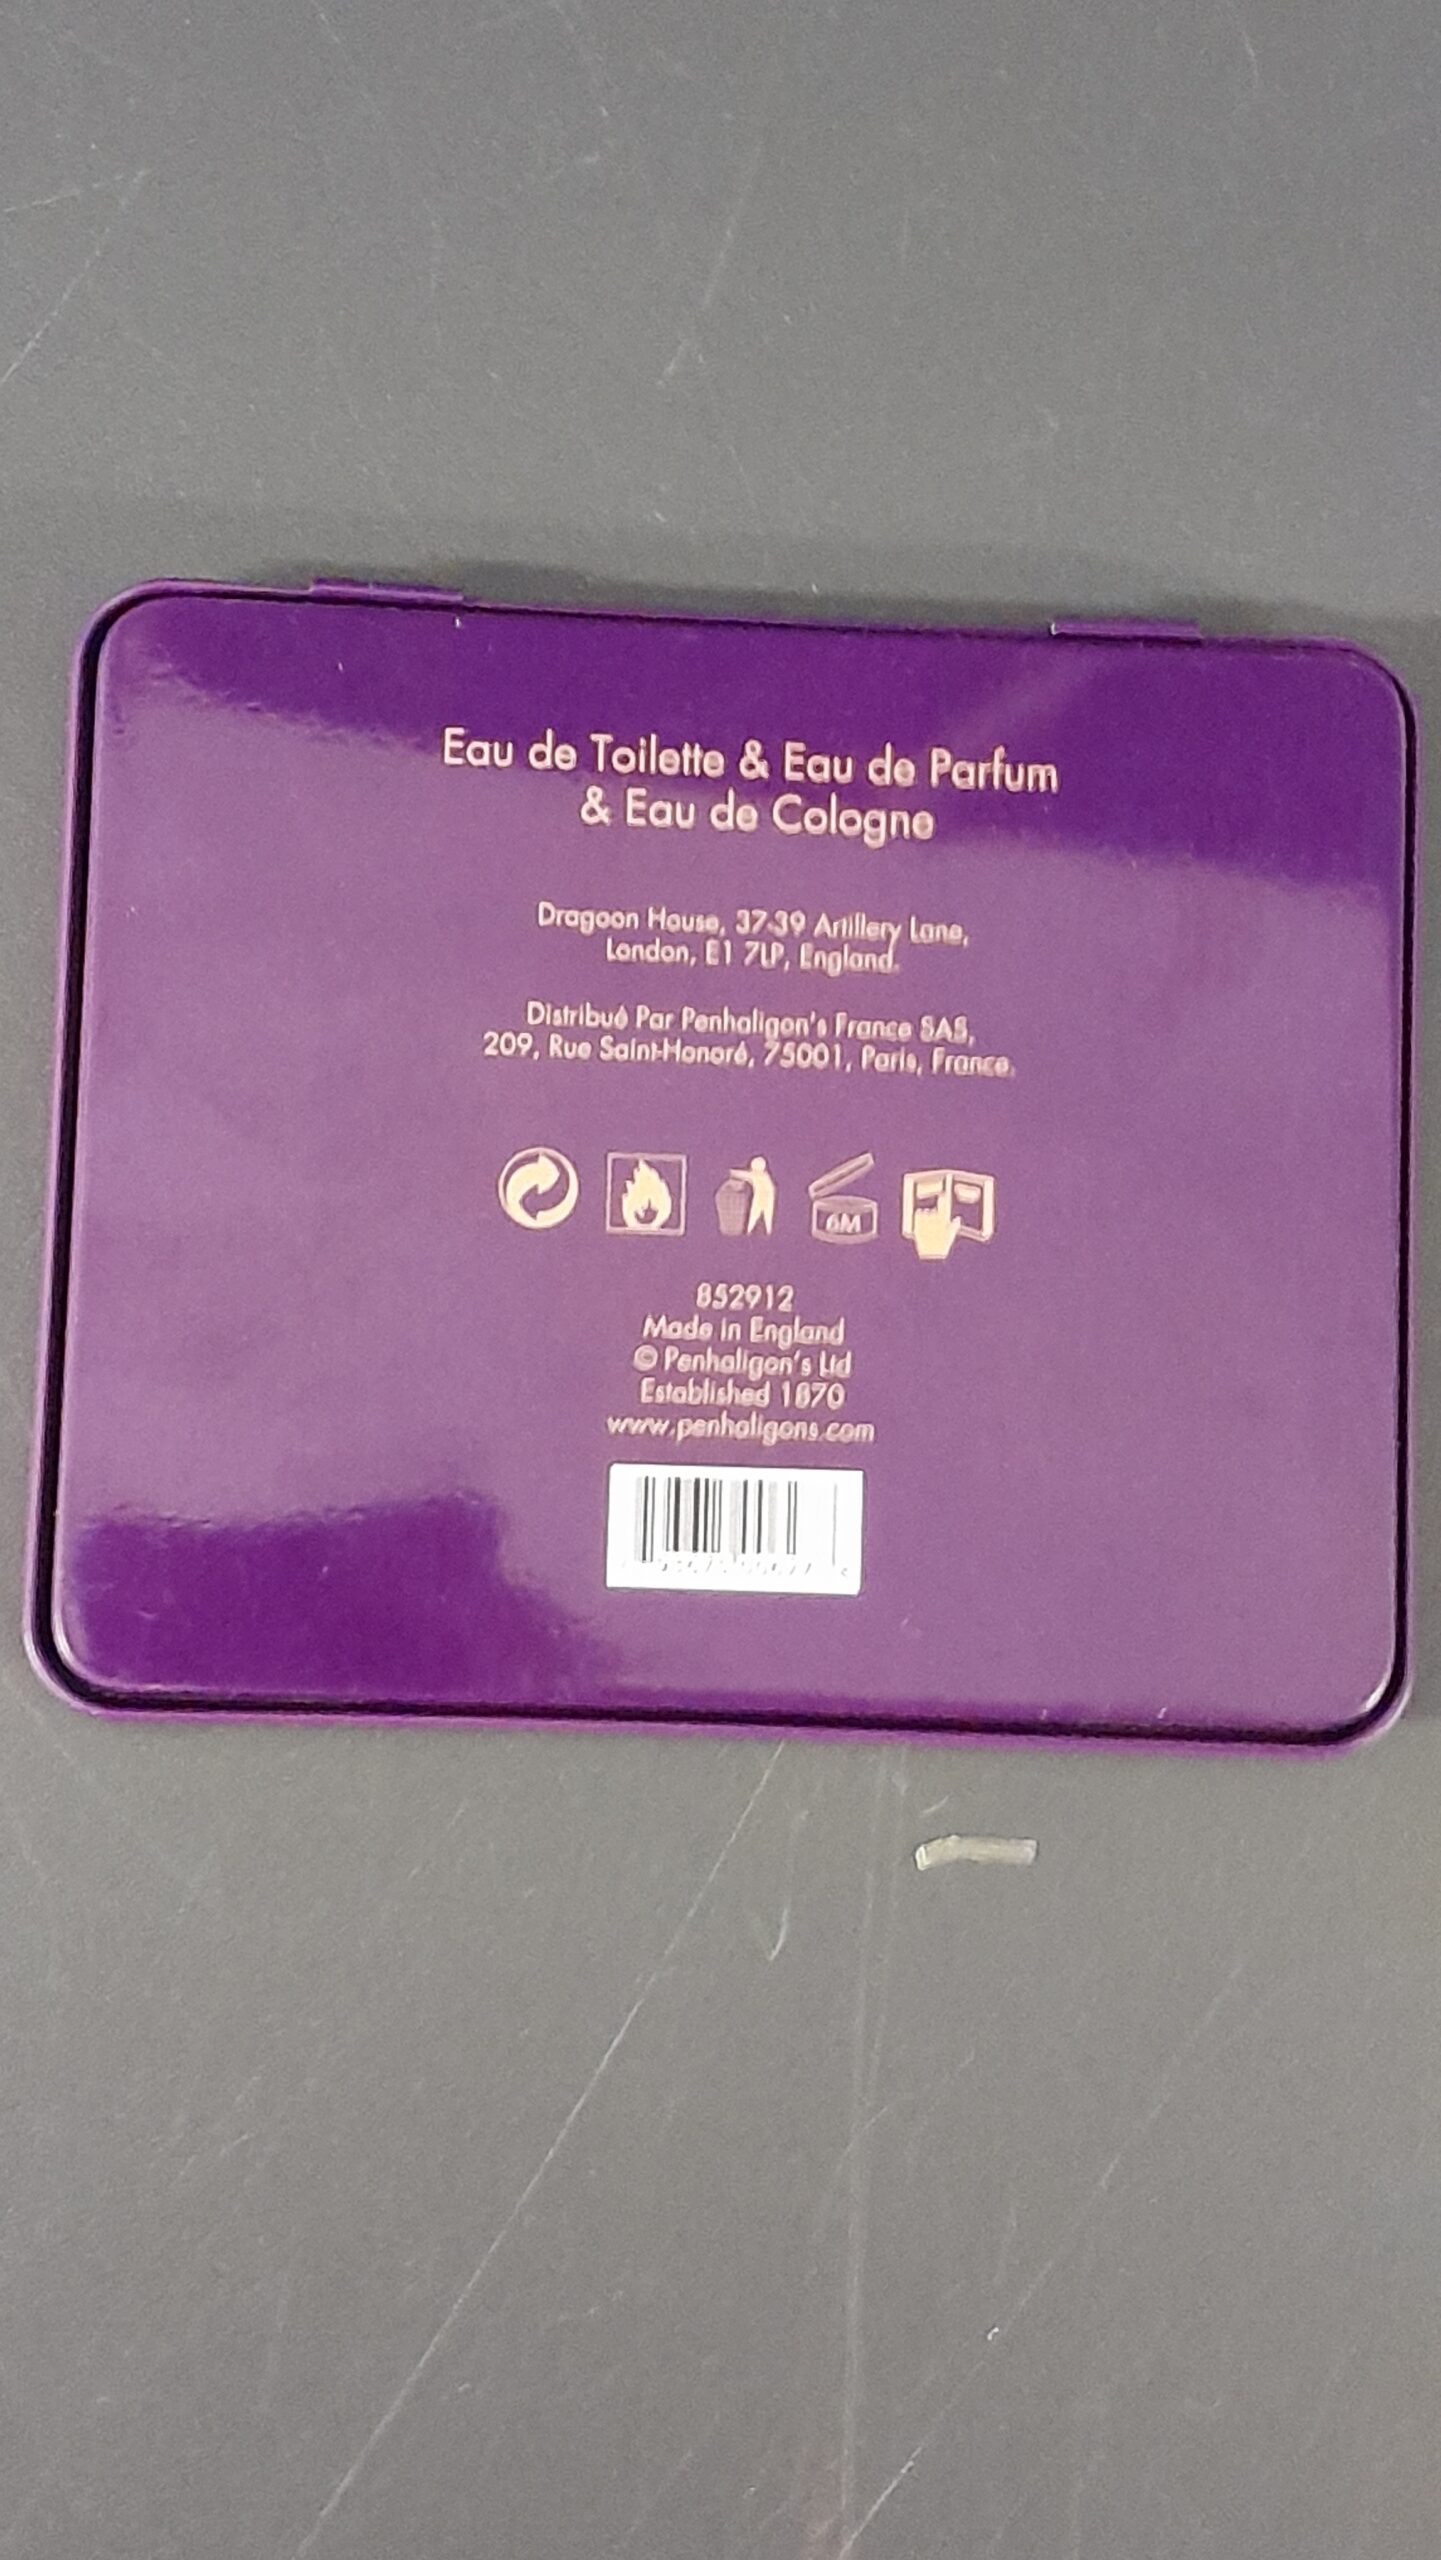 Eau de Toilette & Eau de Parfum
& Eau de Cologne
Dragoon House, 37-39 Artillery Lane,
London, E1 7LP, England.
Distribué Par Penhaligon's France SAS,
209, Rue Saint-Honoré, 75001, Paris, France.
6M
852912
Made in England
© Penhaligon's Ltd
Established 1870
www.penhaligons.com